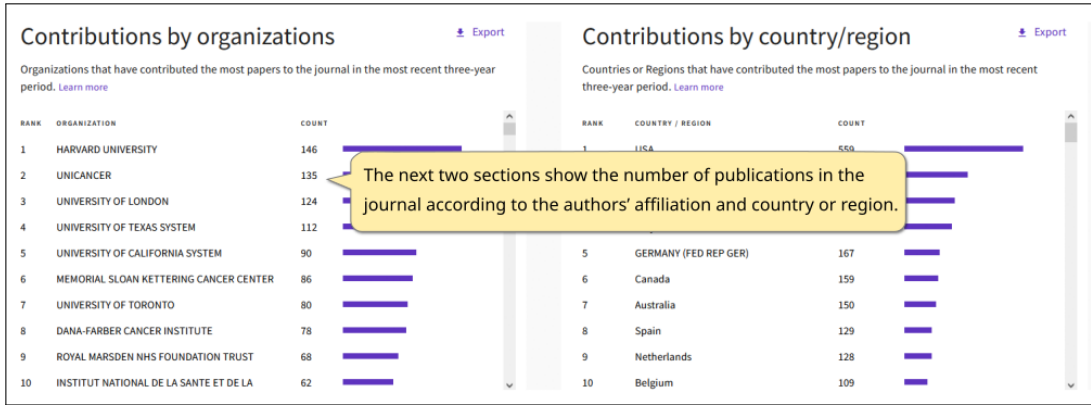 Contributions by organizations
Export
Organizations that have contributed the most papers to the journal in the most recent three-year
period. Learn more
RANK ORGANIZATION COUNT
1 HARVARD UNIVERSITY 146
2 UNICANCER 135
3 UNIVERSITY OF LONDON 124
4 UNIVERSITY OF TEXAS SYSTEM 112
5 UNIVERSITY OF CALIFORNIA SYSTEM 90
6 MEMORIAL SLOAN KETTERING CANCER CENTER 86
7 UNIVERSITY OF TORONTO 80
8 DANA-FARBER CANCER INSTITUTE 78
9 ROYAL MARSDEN NHS FOUNDATION TRUST 68
10 INSTITUT NATIONAL DE LA SANTE ET DE LA 62
The next two sections show the number of publications in the
journal according to the authors' affiliation and country or region.
Contributions by country/region
Export
Countries or Regions that have contributed the most papers to the journal in the most recent
three-year period. Learn more
RANK COUNTRY / REGION COUNT
1 USA 559
5 GERMANY (FED REP GER) 167
6 Canada 159
7 Australia 150
8 Spain 129
9 Netherlands 128
10 Belgium 109